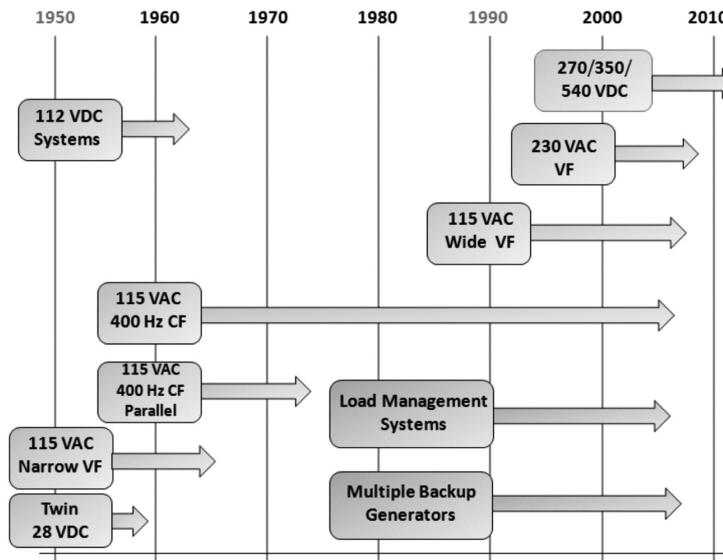 1950 1960 1970 1980 1990 2000 2010
270/350/
540 VDC
112 VDC
Systems
230 VAC
VF
115 VAC
Wide VF
115 VAC
400 Hz CF
115 VAC
400 Hz CF
Parallel
Load Management
Systems
115 VAC
Narrow VF
Multiple Backup
Generators
Twin
28 VDC